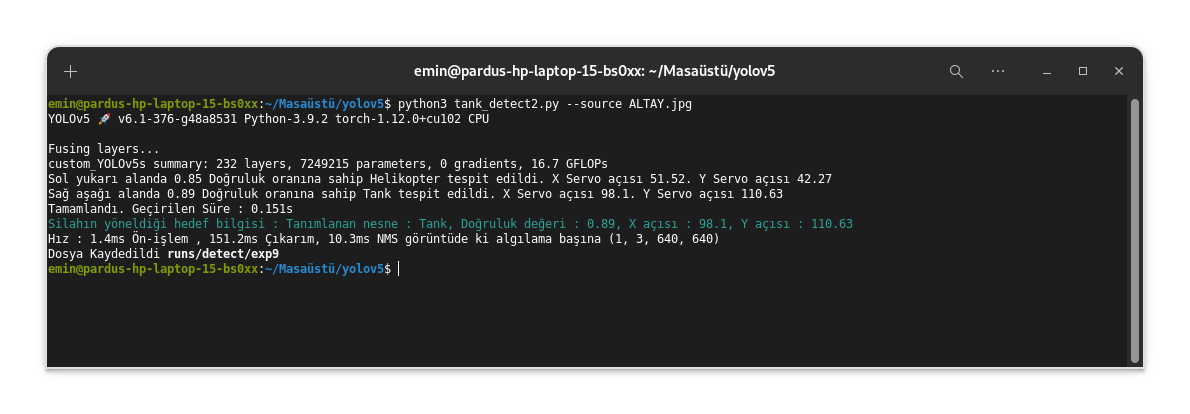 emin@pardus-hp-laptop-15-bs0xx: ~/Masaüstü/yolov5
emin@pardus-hp-laptop-15-bs0xx:~/Masaüstü/yolov5$ python3 tank_detect2.py --source ALTAY.jpg
YOLOv5 🚀 v6.1-376-g48a8531 Python-3.9.2 torch-1.12.0+cu102 CPU
Fusing layers...
custom_YOLOv5s summary: 232 layers, 7249215 parameters, 0 gradients, 16.7 GFLOPs
Sol yukarı alanda 0.85 Doğruluk oranına sahip Helikopter tespit edildi. X Servo açısı 51.52. Y Servo açısı 42.27
Sağ aşağı alanda 0.89 Doğruluk oranına sahip Tank tespit edildi. X Servo açısı 98.1. Y Servo açısı 110.63
Tamamlandı. Geçirilen Süre : 0.151s
Silahın yöneldiği hedef bilgisi : Tanımlanan nesne : Tank, Doğruluk değeri : 0.89, X açısı : 98.1, Y açısı : 110.63
Hız : 1.4ms Ön-işlem , 151.2ms Çıkarım, 10.3ms NMS görüntüde ki algılama başına (1, 3, 640, 640)
Dosya Kaydedildi runs/detect/exp9
emin@pardus-hp-laptop-15-bs0xx:~/Masaüstü/yolov5$